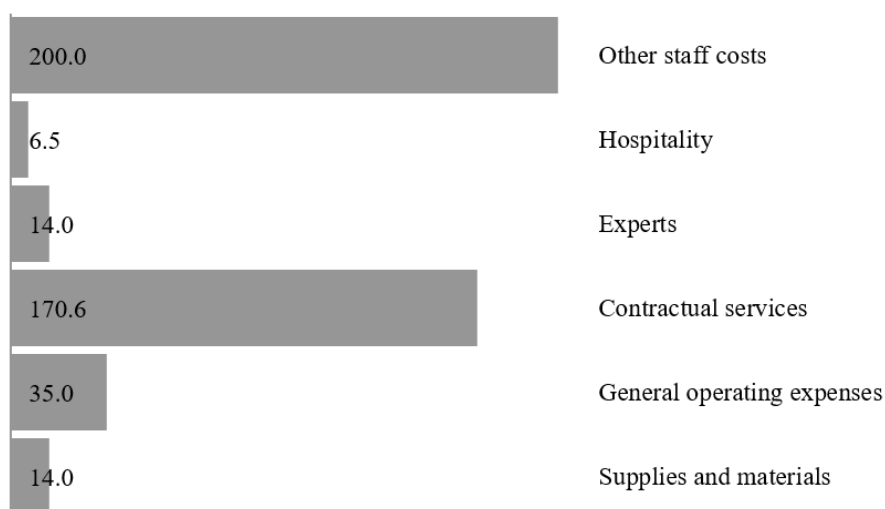 200.0 Other staff costs
6.5 Hospitality
14.0 Experts
170.6 Contractual services
35.0 General operating expenses
14.0 Supplies and materials